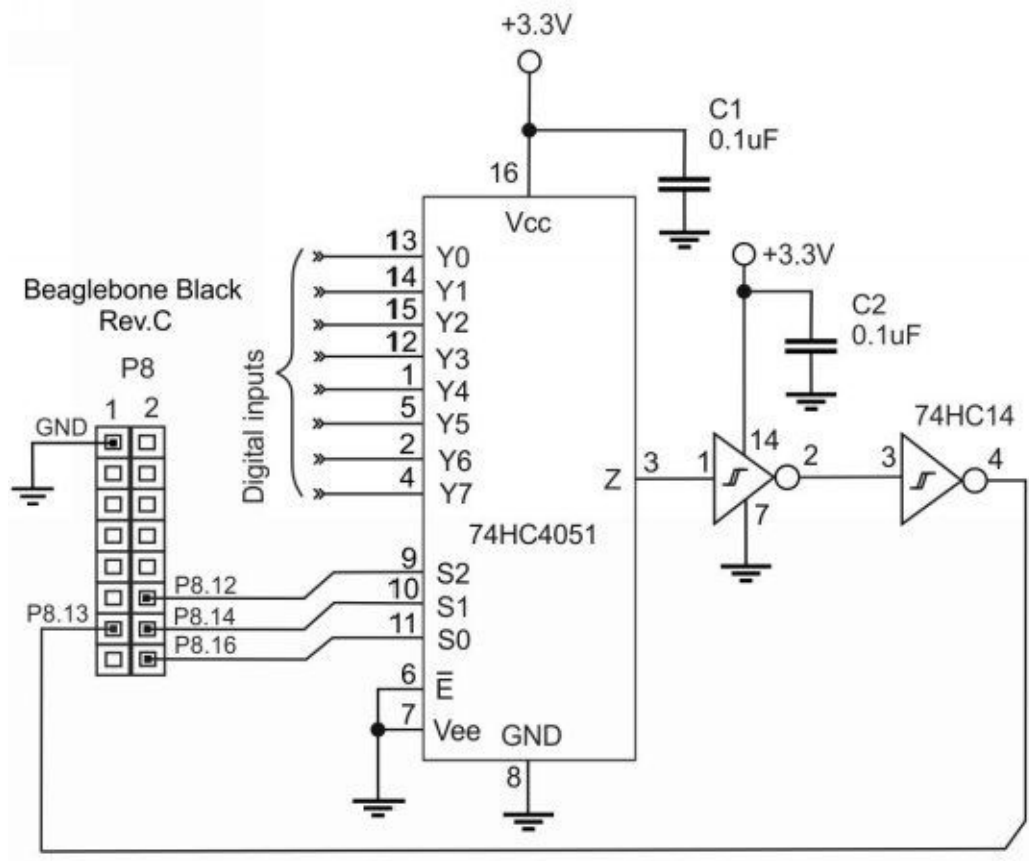 +3.3V
C1
0.1uF
16
Vcc
13 Y0
14 Y1
15 Y2
12 Y3
1 Y4
5 Y5
2 Y6
4 Y7
Digital inputs
Beaglebone Black
Rev.C
P8
1 2
GND
+3.3V
C2
0.1uF
74HC14
Z 3
1 14 2
7
3 4
74HC4051
9 S2
10 S1
11 S0
P8.12
P8.13
P8.14
P8.16
6 E̅
7 Vee
GND
8